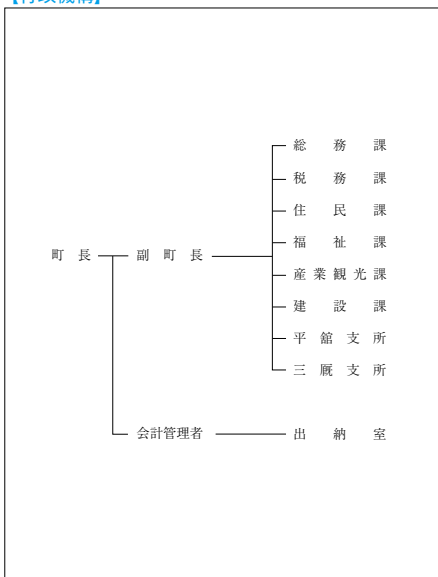 【行政機構】
総務課
税務課
住民課
福祉課
町長 副町長
産業観光課
建設課
平舘支所
三厩支所
会計管理者 出納室